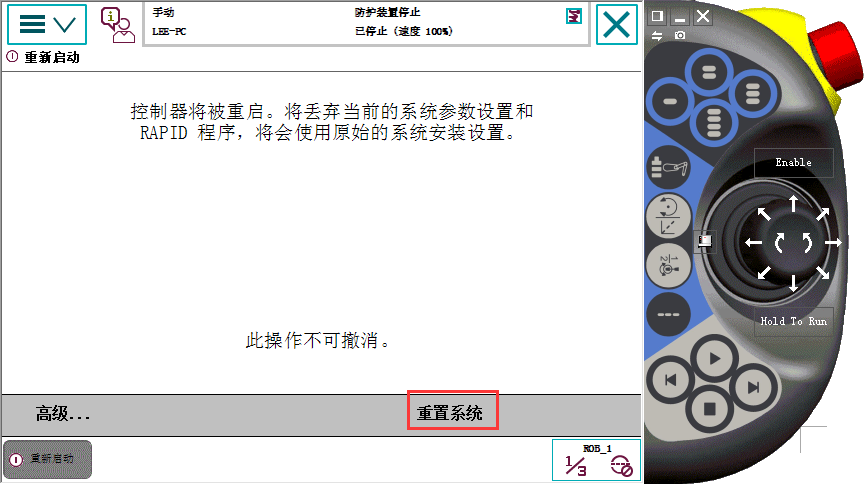 手动
LEE-PC
防护装置停止
已停止 (速度 100%)
重新启动
控制器将被重启。将丢弃当前的系统参数设置和
RAPID 程序，将会使用原始的系统安装设置。
此操作不可撤消。
高级...
重置系统
重新启动
ROB_1
1/3
Enable
Hold To Run